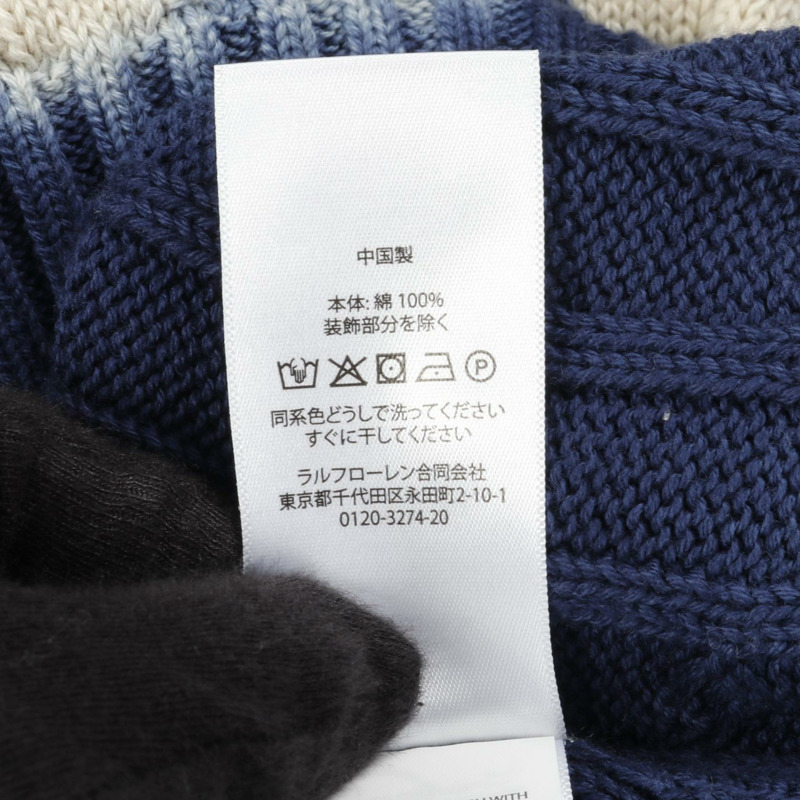 中国製
本体: 綿 100%
装飾部分を除く
P
同系色どうしで洗ってください
すぐに干してください
ラルフローレン合同会社
東京都千代田区永田町2-10-1
0120-3274-20
WITH